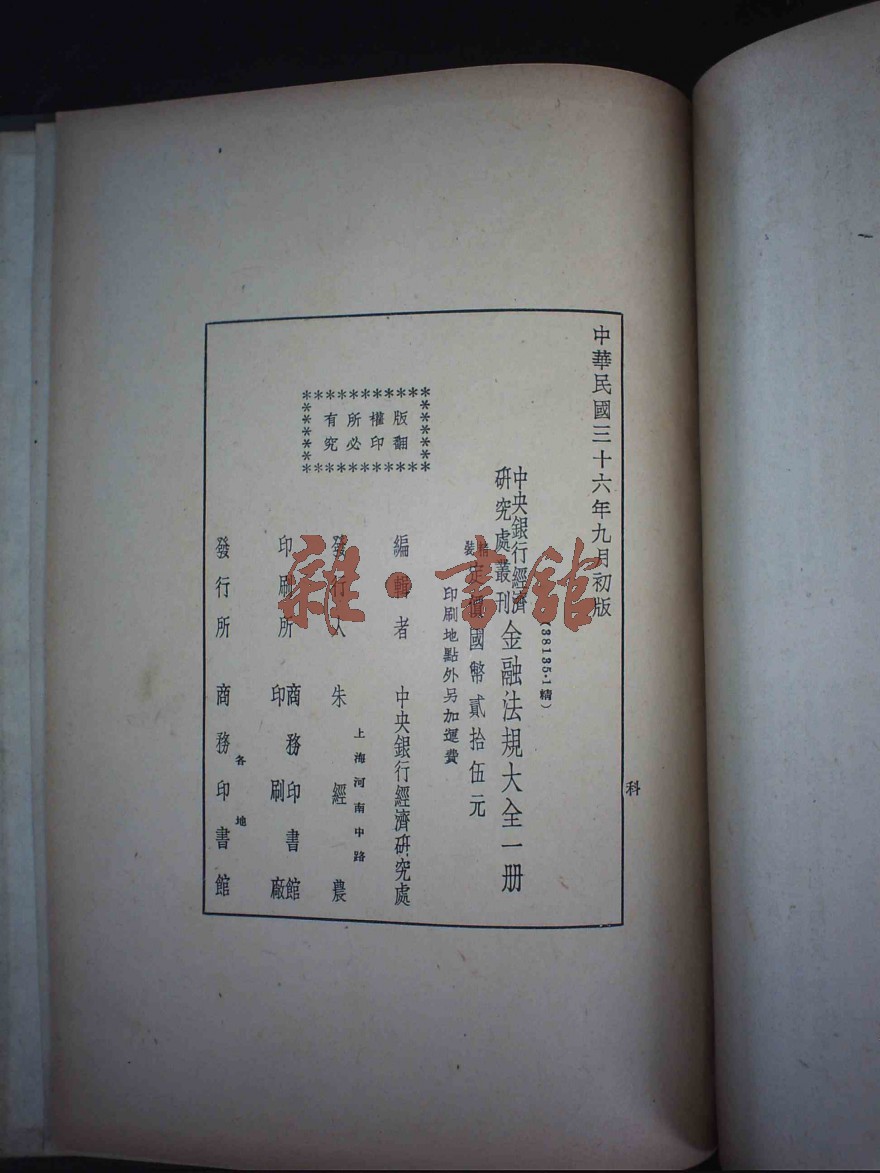 中華民國三十六年九月初版
(38135·1精)
中央銀行經濟
研究處叢刊
金融法規大全一册
精裝
定價國幣貳拾伍元
印刷地點外另加運費
版權所有
翻印必究
編輯者 中央銀行經濟研究處
上海河南中路
發行人 朱經農
印刷所 商務印書館
印刷廠
各地
發行所 商務印書館
科
雜·書館